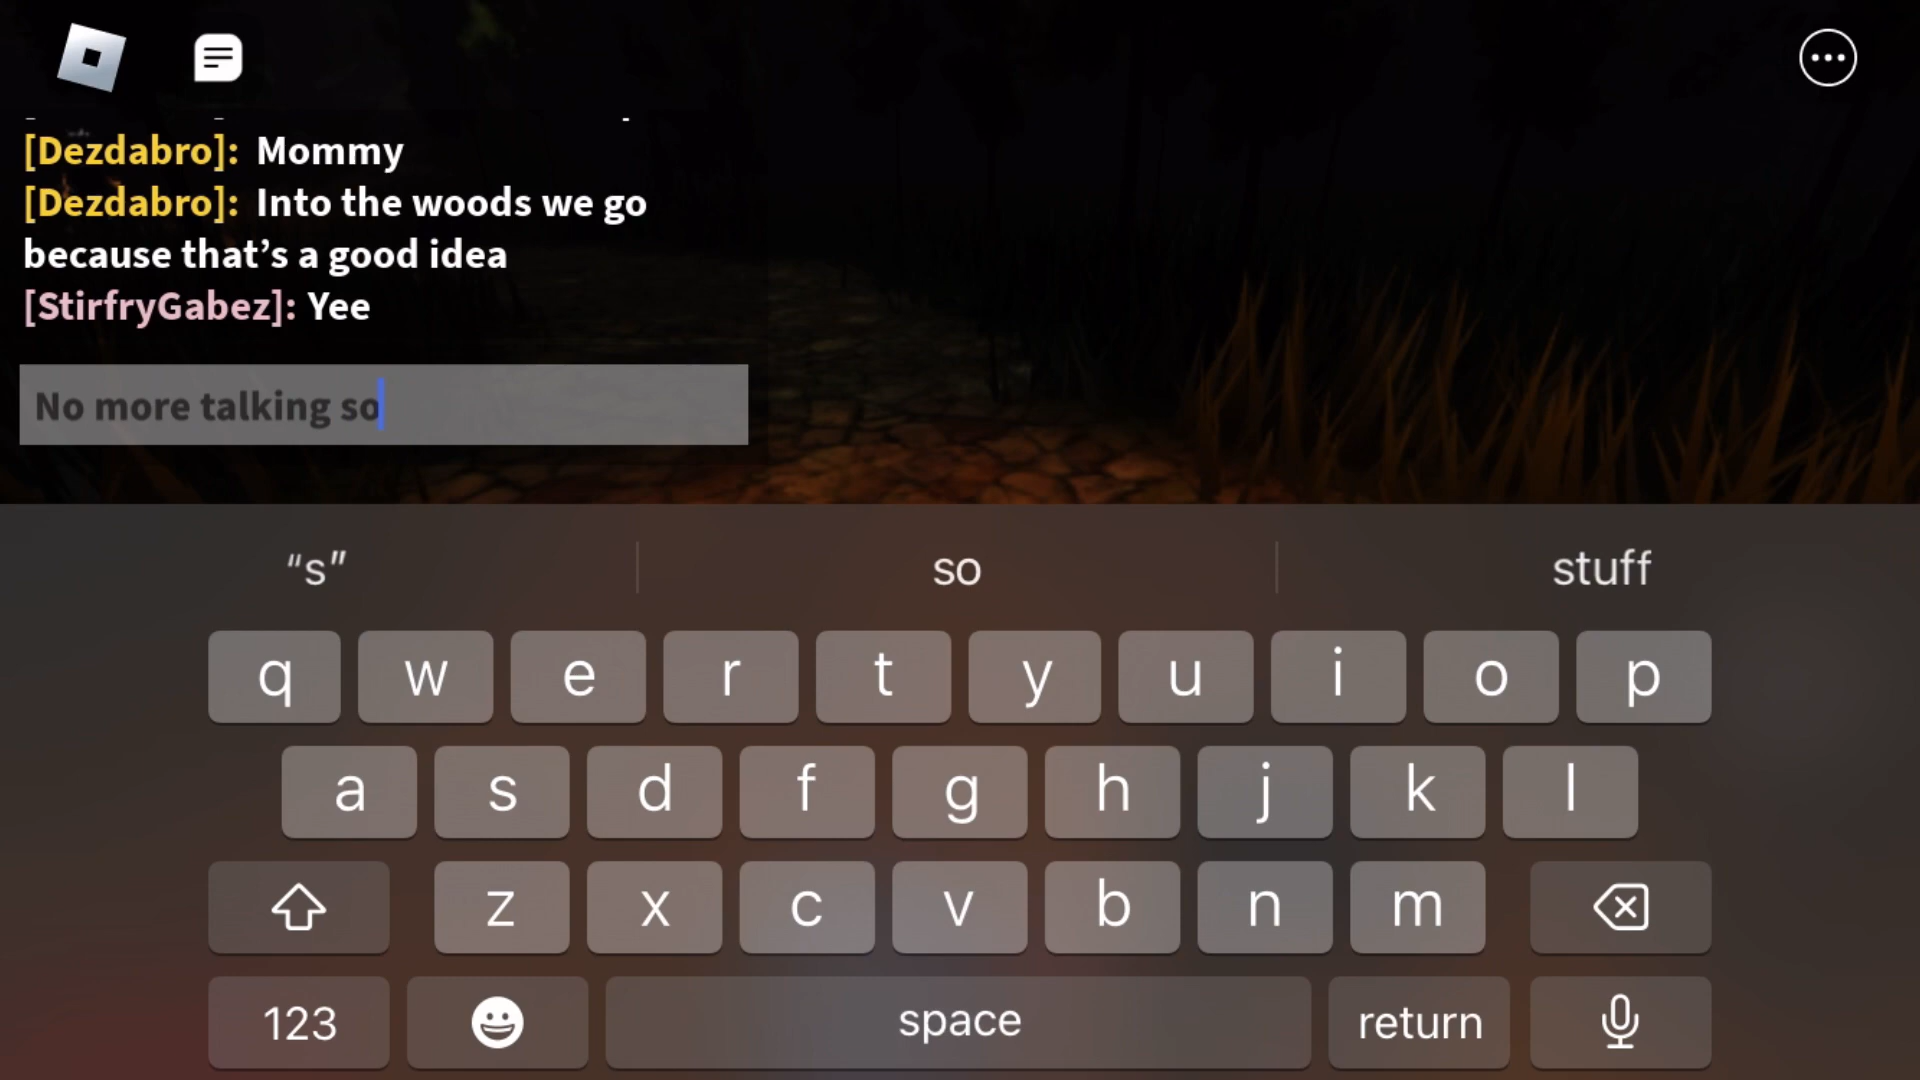 [Dezdabro]: Mommy
[Dezdabro]: Into the woods we go
because that’s a good idea
[StirfryGabez]: Yee
No more talking so
“s” so stuff
q w e r t y u i o p
a s d f g h j k l
z x c v b n m
123 space return